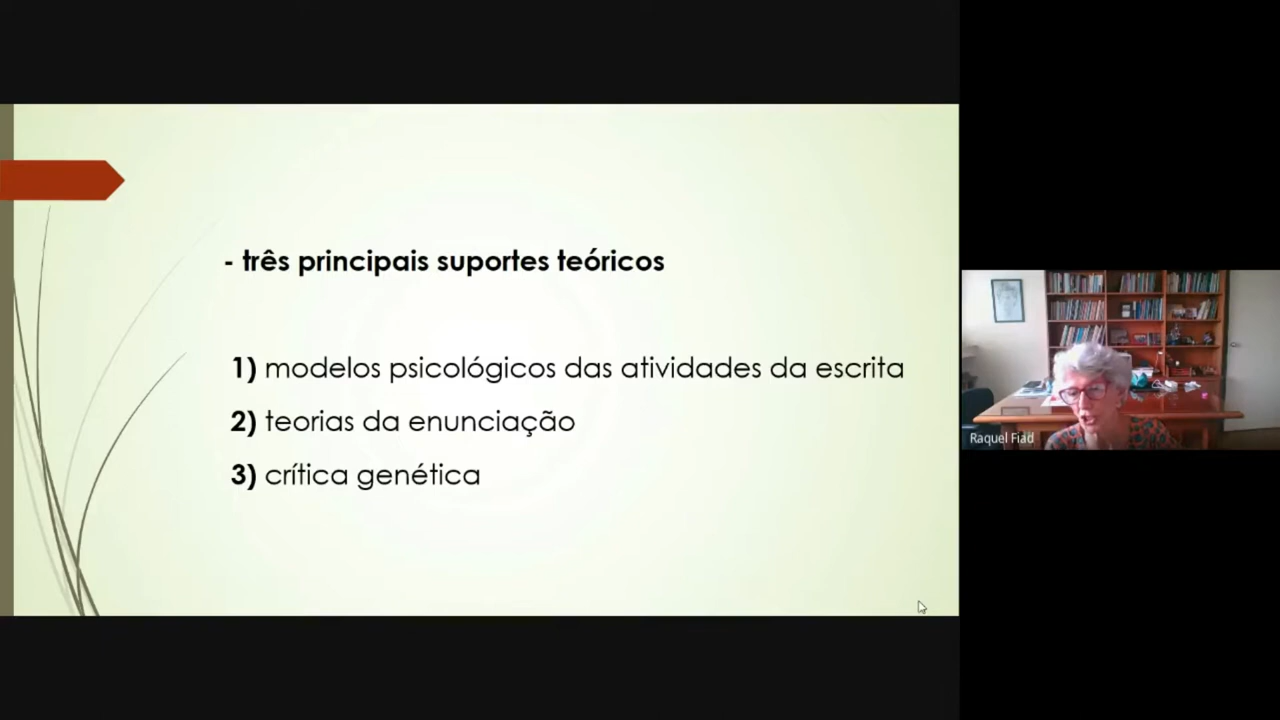 - três principais suportes teóricos
1) modelos psicológicos das atividades da escrita
2) teorias da enunciação
3) crítica genética
Raquel Fiad